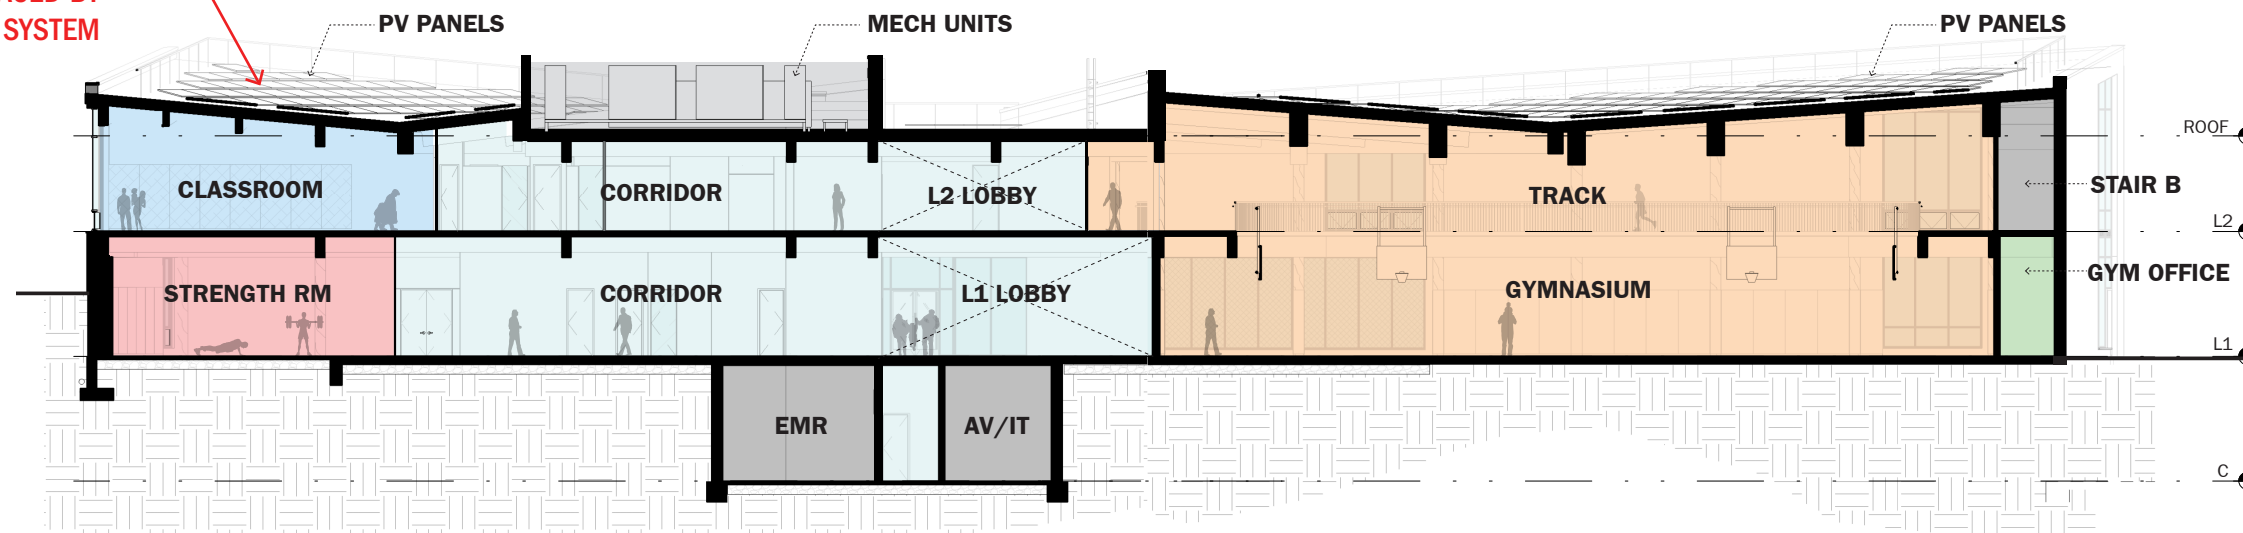 SYSTEM
PV PANELS
MECH UNITS
PV PANELS
ROOF
CLASSROOM
CORRIDOR
L2 LOBBY
TRACK
STAIR B
L2
STRENGTH RM
CORRIDOR
L1 LOBBY
GYMNASIUM
GYM OFFICE
L1
EMR
AV/IT
C